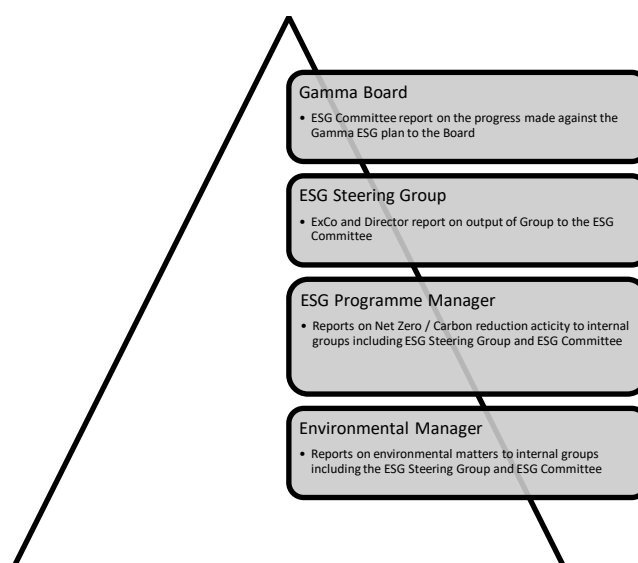 Gamma Board
• ESG Committee report on the progress made against the
Gamma ESG plan to the Board
ESG Steering Group
• ExCo and Director report on output of Group to the ESG
Committee
ESG Programme Manager
• Reports on Net Zero / Carbon reduction acticity to internal
groups including ESG Steering Group and ESG Committee
Environmental Manager
• Reports on environmental matters to internal groups
including the ESG Steering Group and ESG Committee